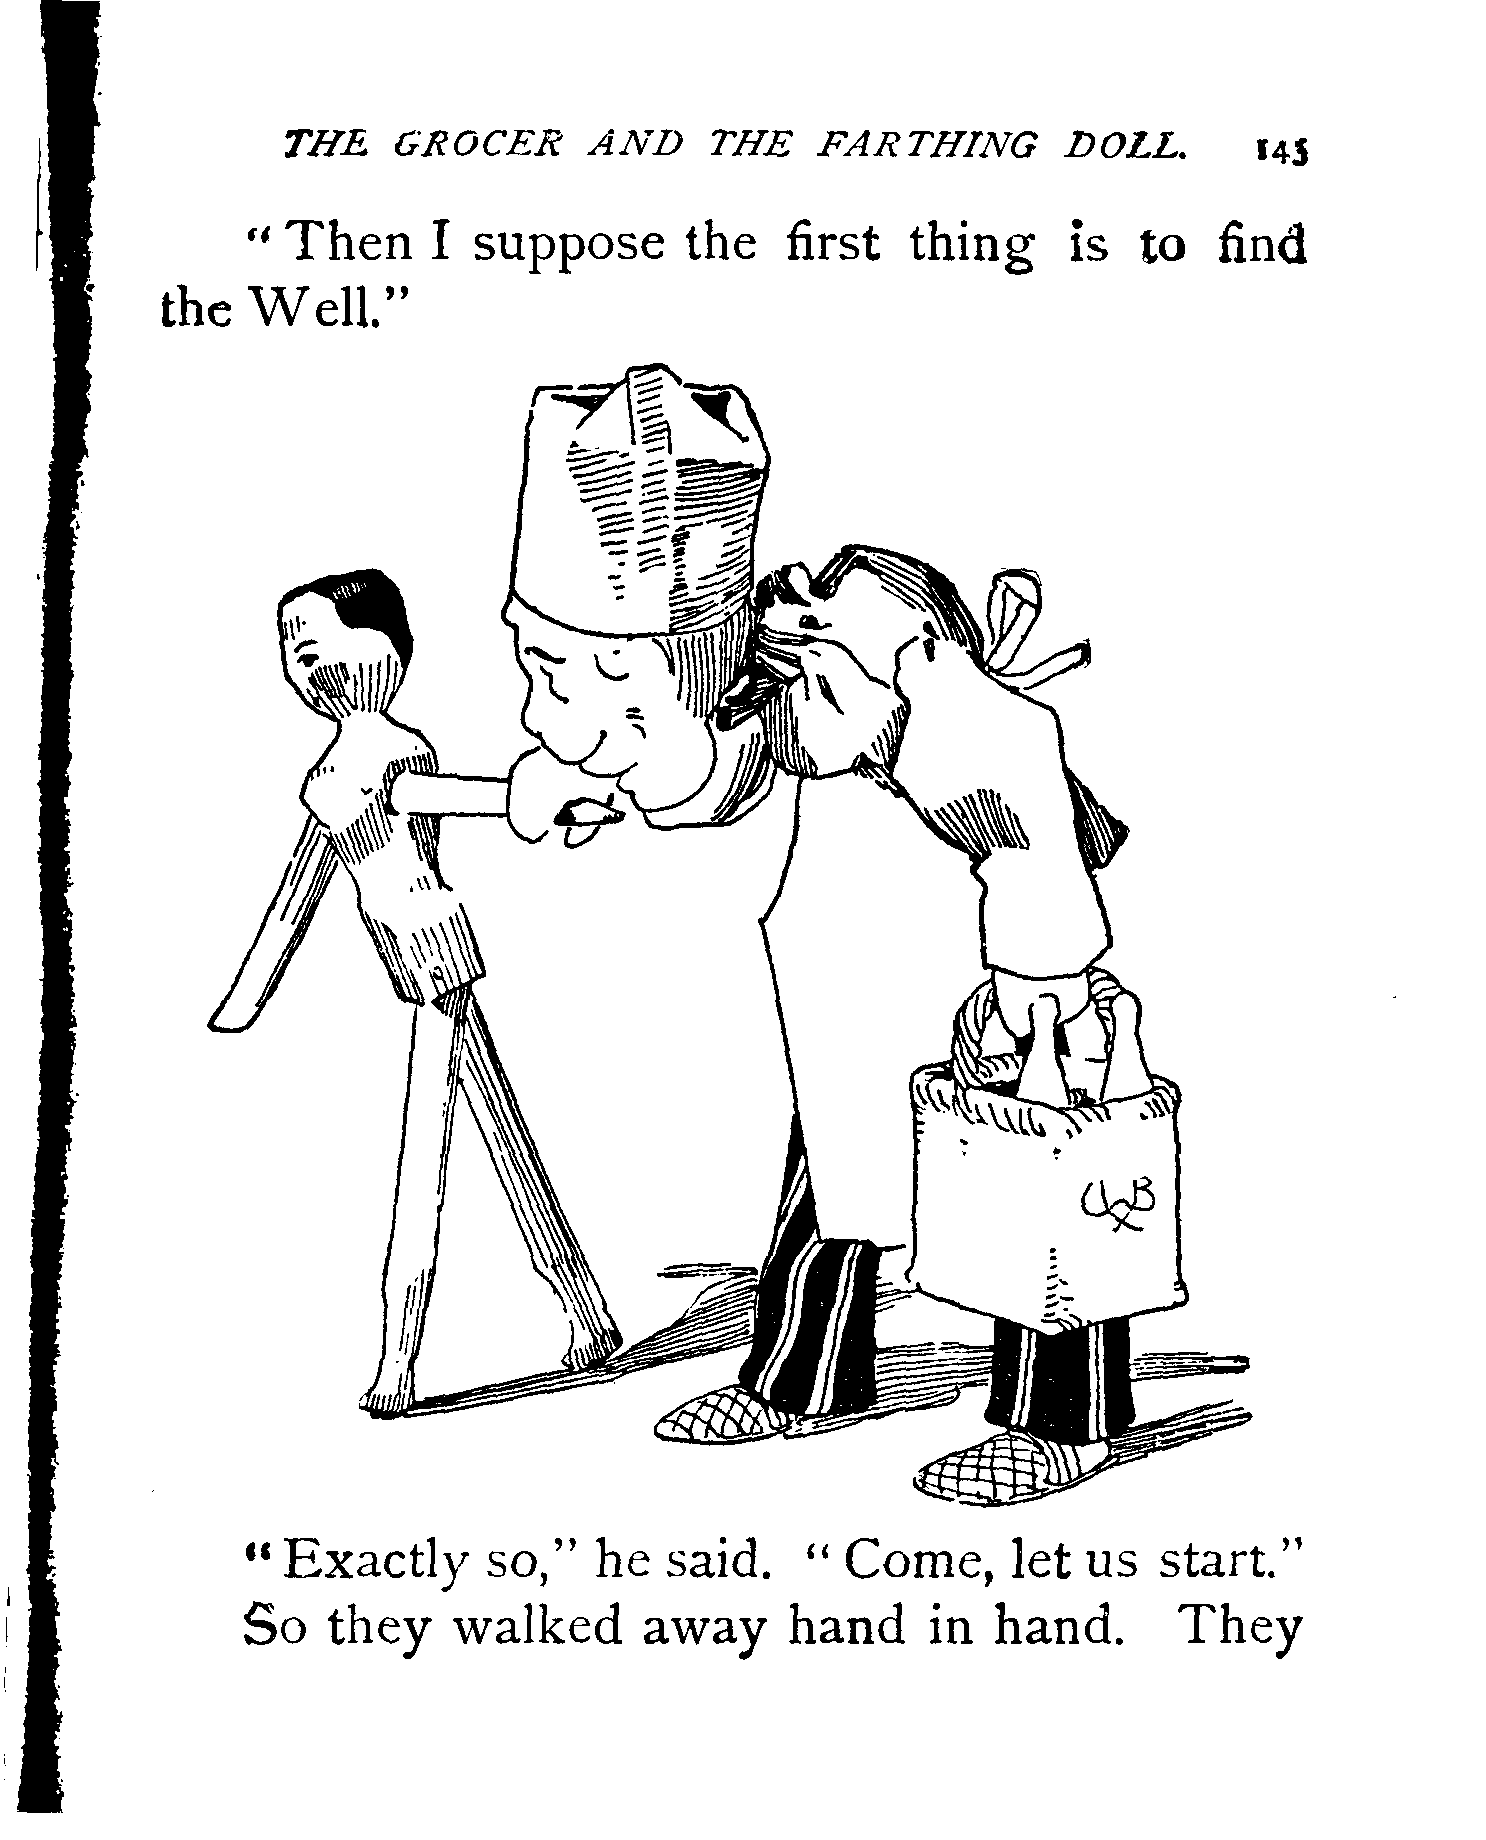 THE GROCER AND THE FARTHING DOLL. 145
“Then I suppose the first thing is to find
the Well.”
“Exactly so,” he said. “Come, let us start.”
So they walked away hand in hand. They